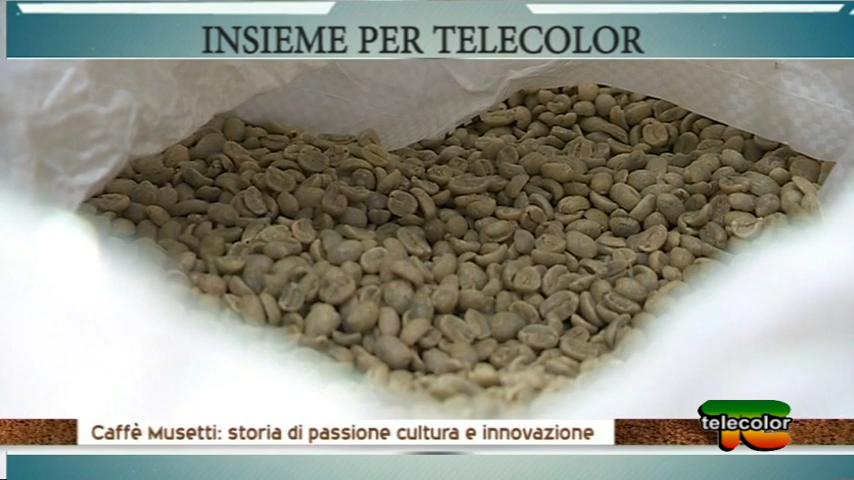 INSIEME PER TELECOLOR
Caffè Musetti: storia di passione cultura e innovazione
telecolor